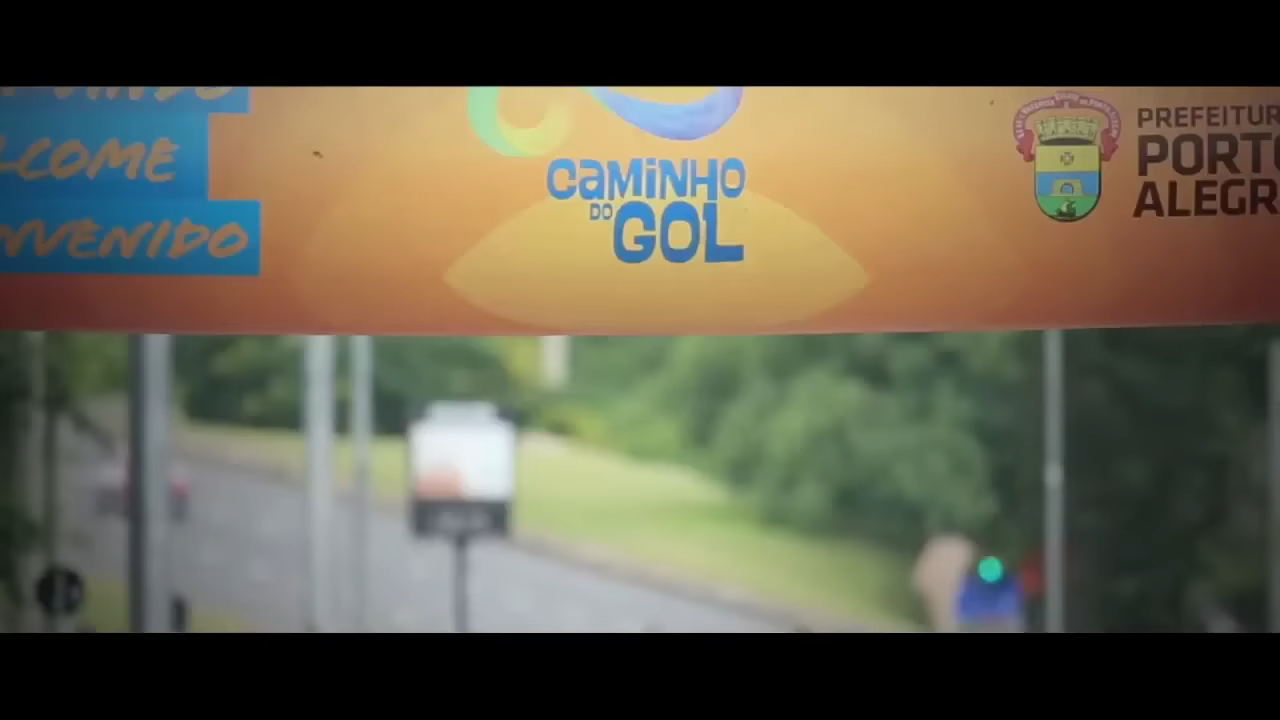 LCOME
NVENIDO
CAMiNHO
DO
GOL
PREFEITUR
PORT
ALEGR